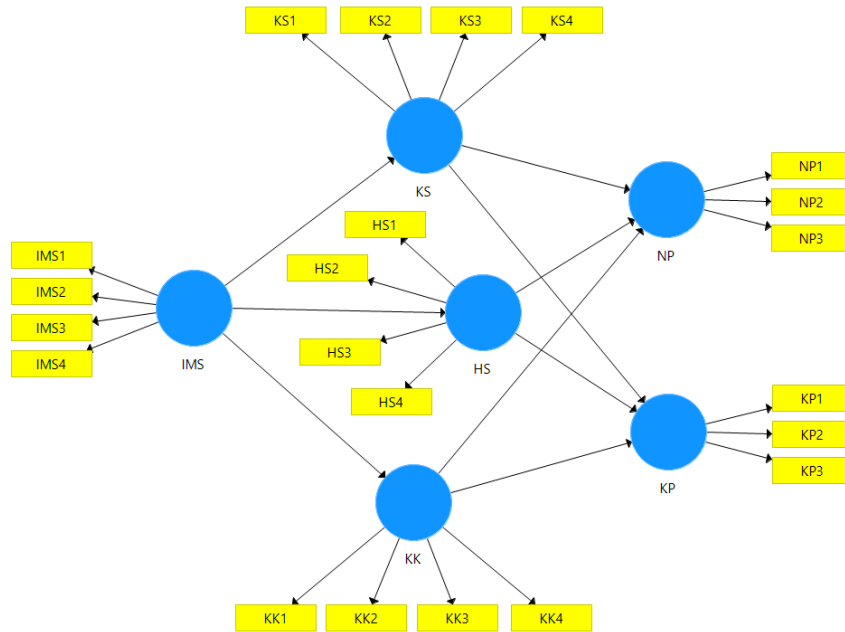 KS1 KS2 KS3 KS4
KS
NP1
NP2
NP3
NP
HS1
HS2
HS3
HS4
HS
IMS1
IMS2
IMS3
IMS4
IMS
KP1
KP2
KP3
KP
KK
KK1 KK2 KK3 KK4